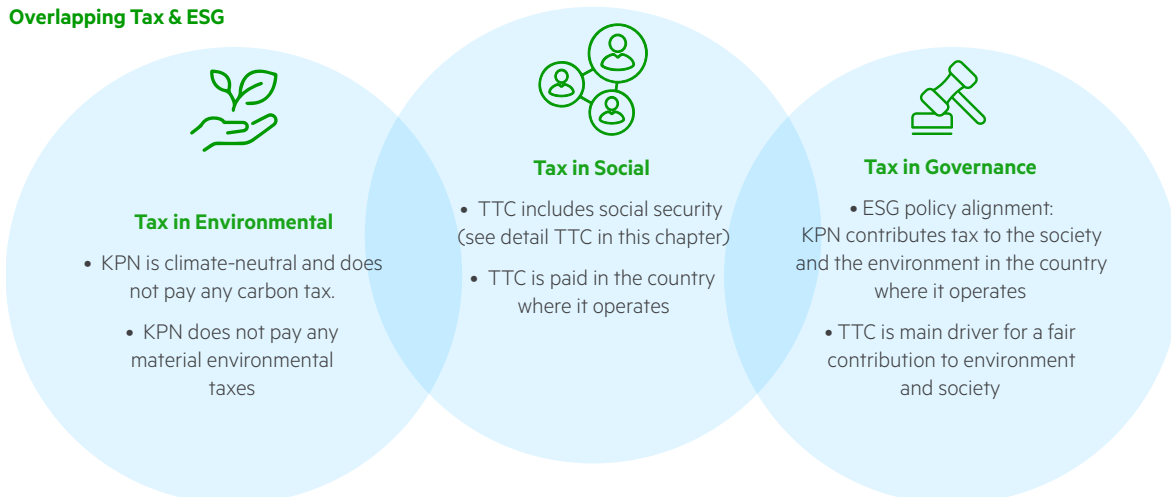 Overlapping Tax & ESG
Tax in Environmental
• KPN is climate-neutral and does
not pay any carbon tax.
• KPN does not pay any
material environmental
taxes
Tax in Social
• TTC includes social security
(see detail TTC in this chapter)
• TTC is paid in the country
where it operates
Tax in Governance
• ESG policy alignment:
KPN contributes tax to the society
and the environment in the country
where it operates
• TTC is main driver for a fair
contribution to environment
and society